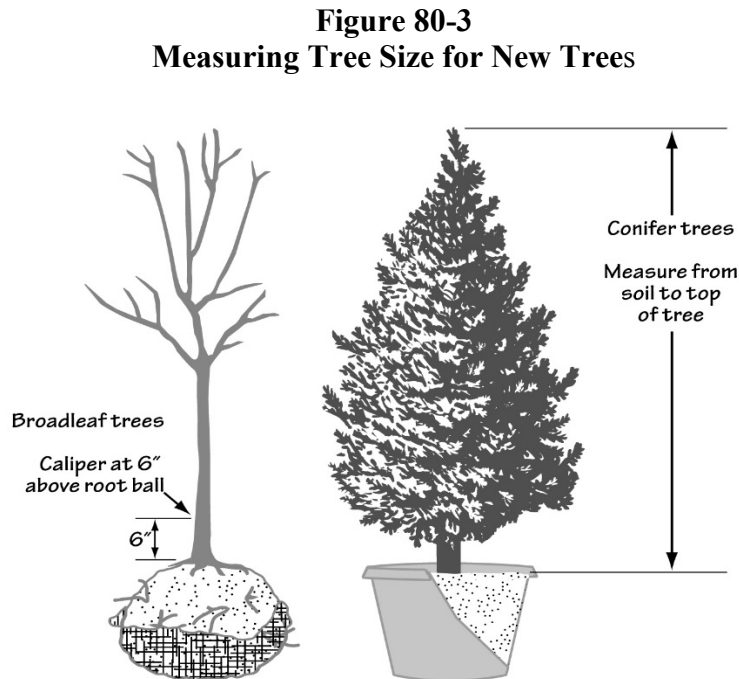 Figure 80-3
Measuring Tree Size for New Trees
Broadleaf trees
Caliper at 6"
above root ball
6"
Conifer trees
Measure from
soil to top
of tree